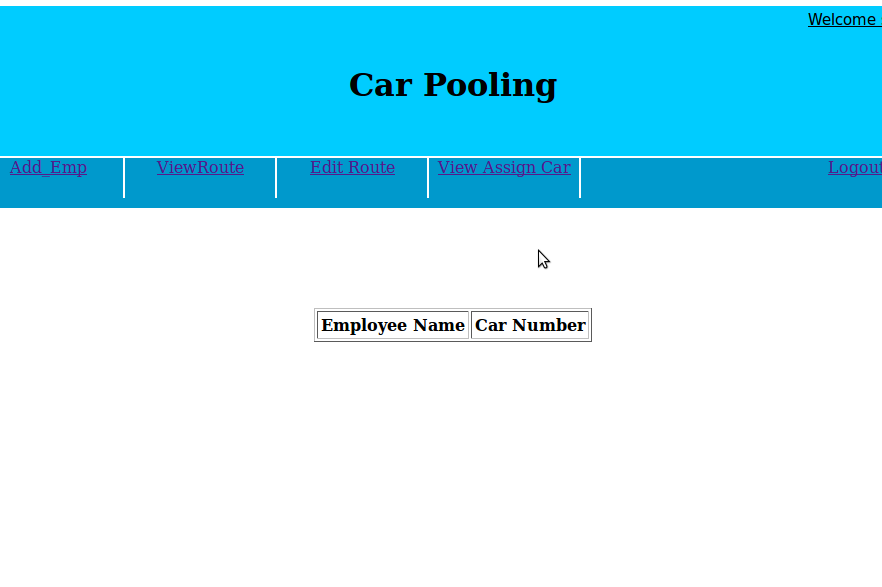 Welcome
Car Pooling
Add_Emp ViewRoute Edit Route View Assign Car Logout
Employee Name Car Number